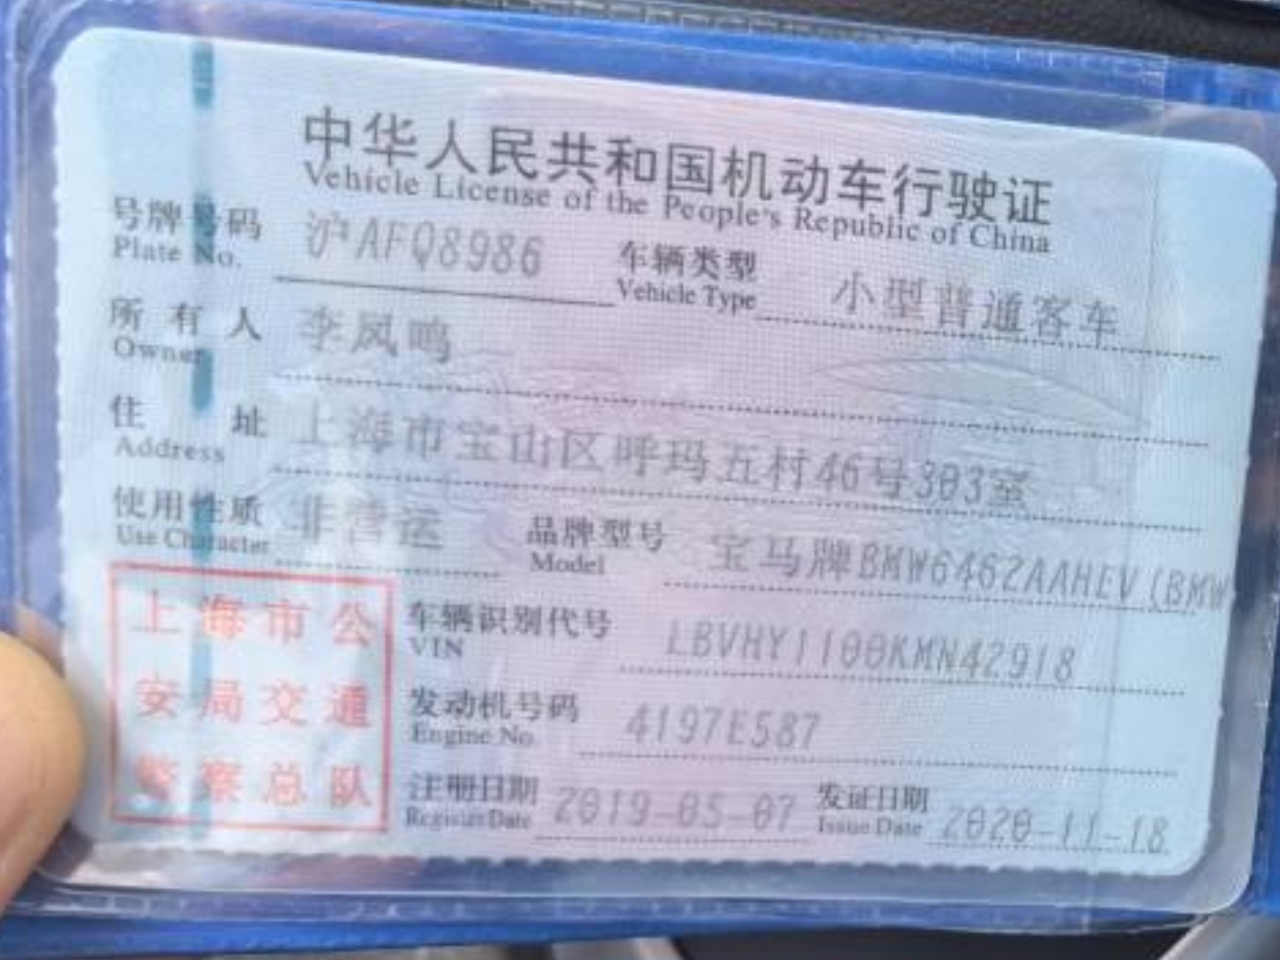 中华人民共和国机动车行驶证
Vehicle License of the People's Republic of China
号牌号码 沪AFQ8986 车辆类型 小型普通客车
Plate No. Vehicle Type
所有人 李凤鸣
Owner
住址 上海市宝山区呼玛五村46号303室
Address
使用性质 非营运 品牌型号 宝马牌BMW6462AAHEV(BMW
Use Character Model
上海市公
安局交通
警察总队
车辆识别代号 LBVHY1100KMN42918
VIN
发动机号码 4197E587
Engine No.
注册日期 2019-05-07 发证日期 2020-11-18
Register Date Issue Date